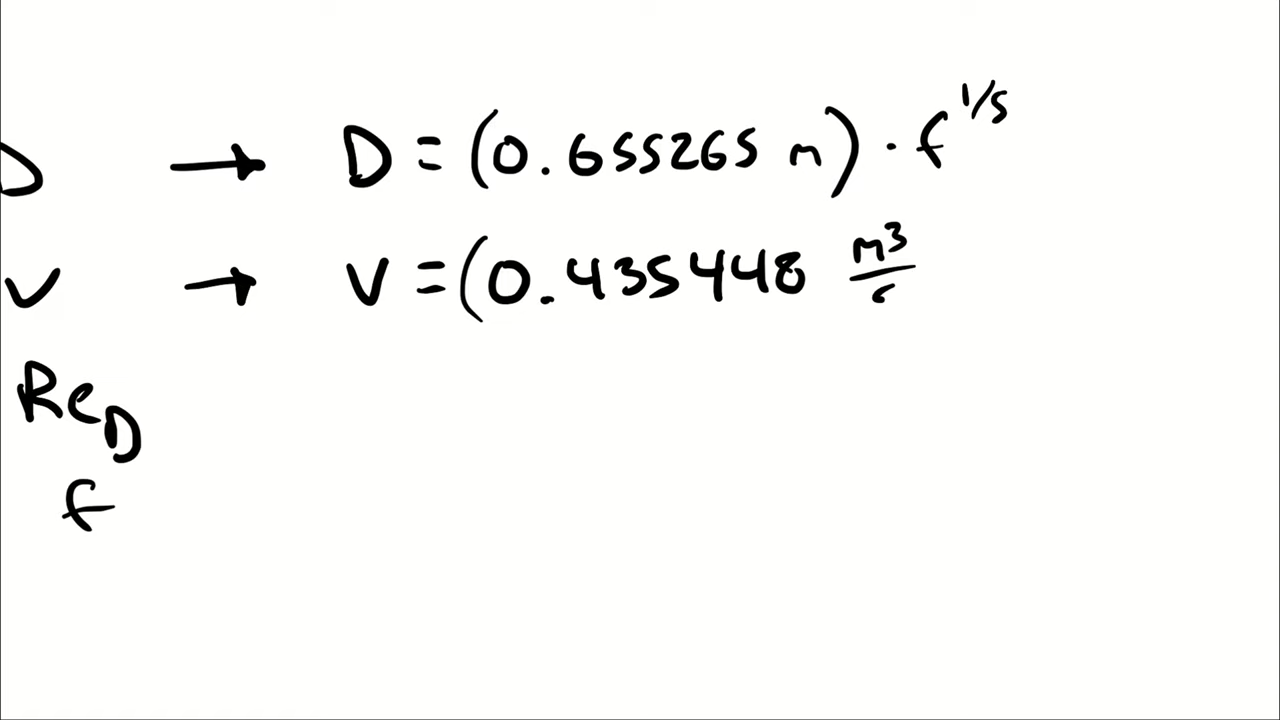 D → D = (0.655265 m) · f^1/5
V → V = (0.435448 m³/s
Re_D
f